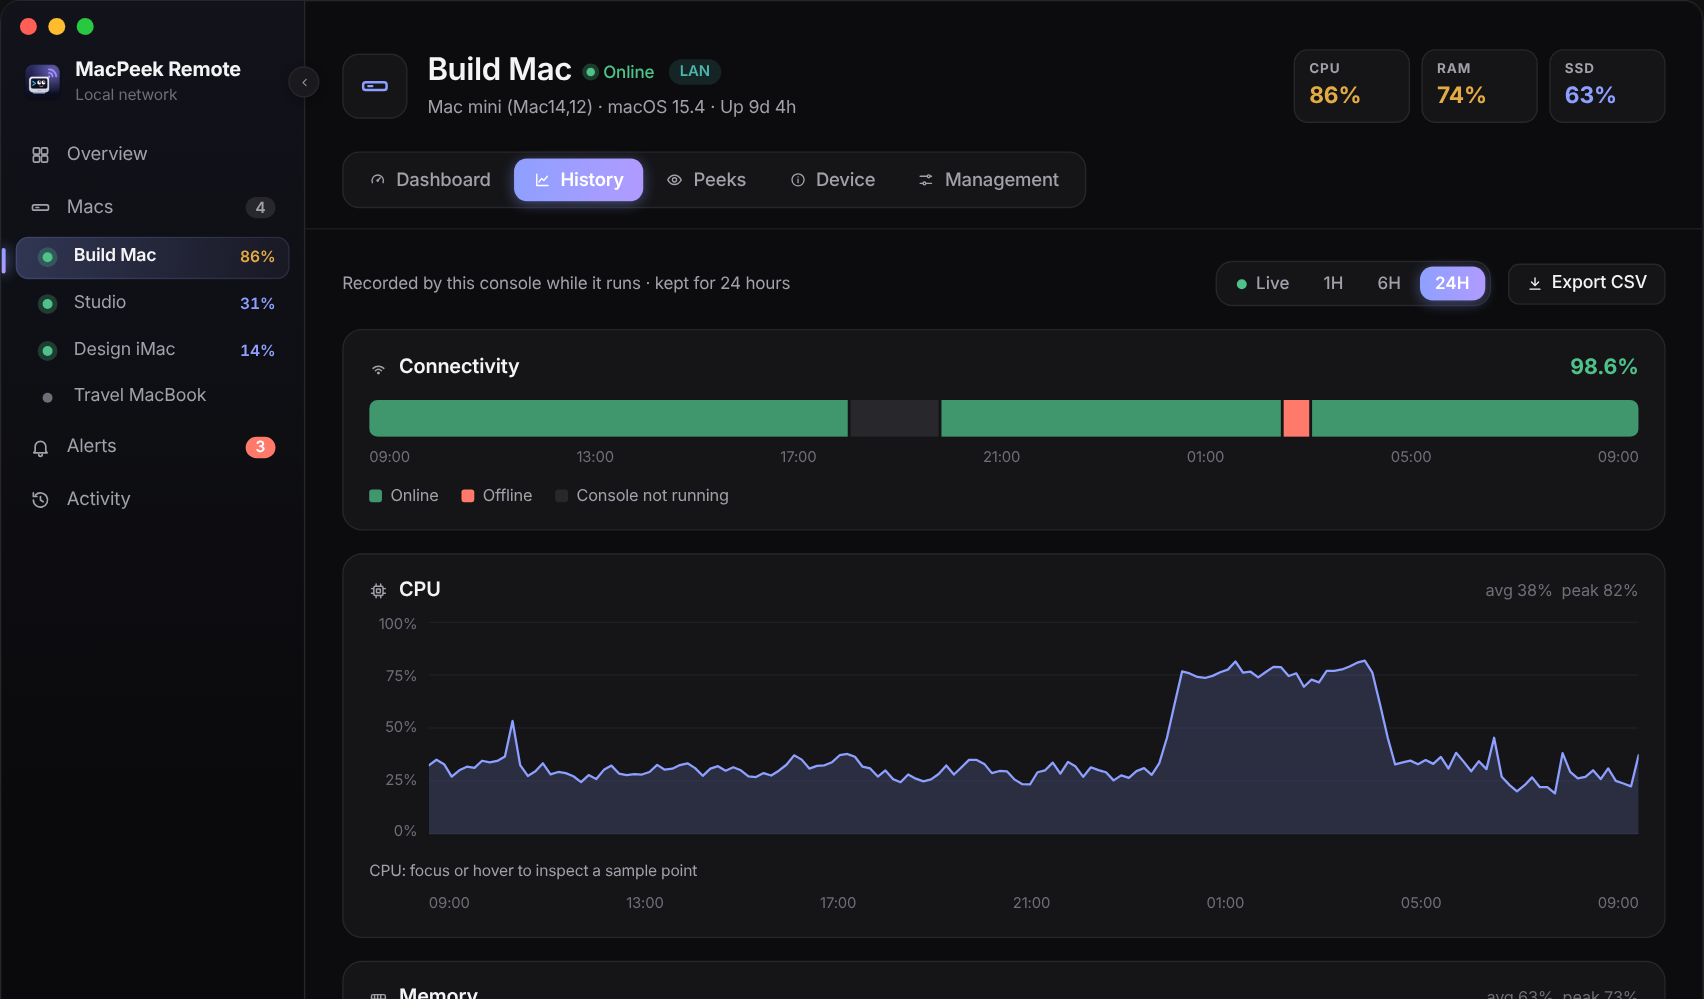 MacPeek Remote
Local network
Overview
Macs 4
Build Mac 86%
Studio 31%
Design iMac 14%
Travel MacBook
Alerts 3
Activity
Build Mac Online LAN
Mac mini (Mac14,12) · macOS 15.4 · Up 9d 4h
CPU 86%
RAM 74%
SSD 63%
Dashboard History Peeks Device Management
Recorded by this console while it runs · kept for 24 hours
Live 1H 6H 24H Export CSV
Connectivity 98.6%
09:00 13:00 17:00 21:00 01:00 05:00 09:00
Online Offline Console not running
CPU avg 38% peak 82%
100%
75%
50%
25%
0%
CPU: focus or hover to inspect a sample point
09:00 13:00 17:00 21:00 01:00 05:00 09:00
Memory avg 63% peak 73%